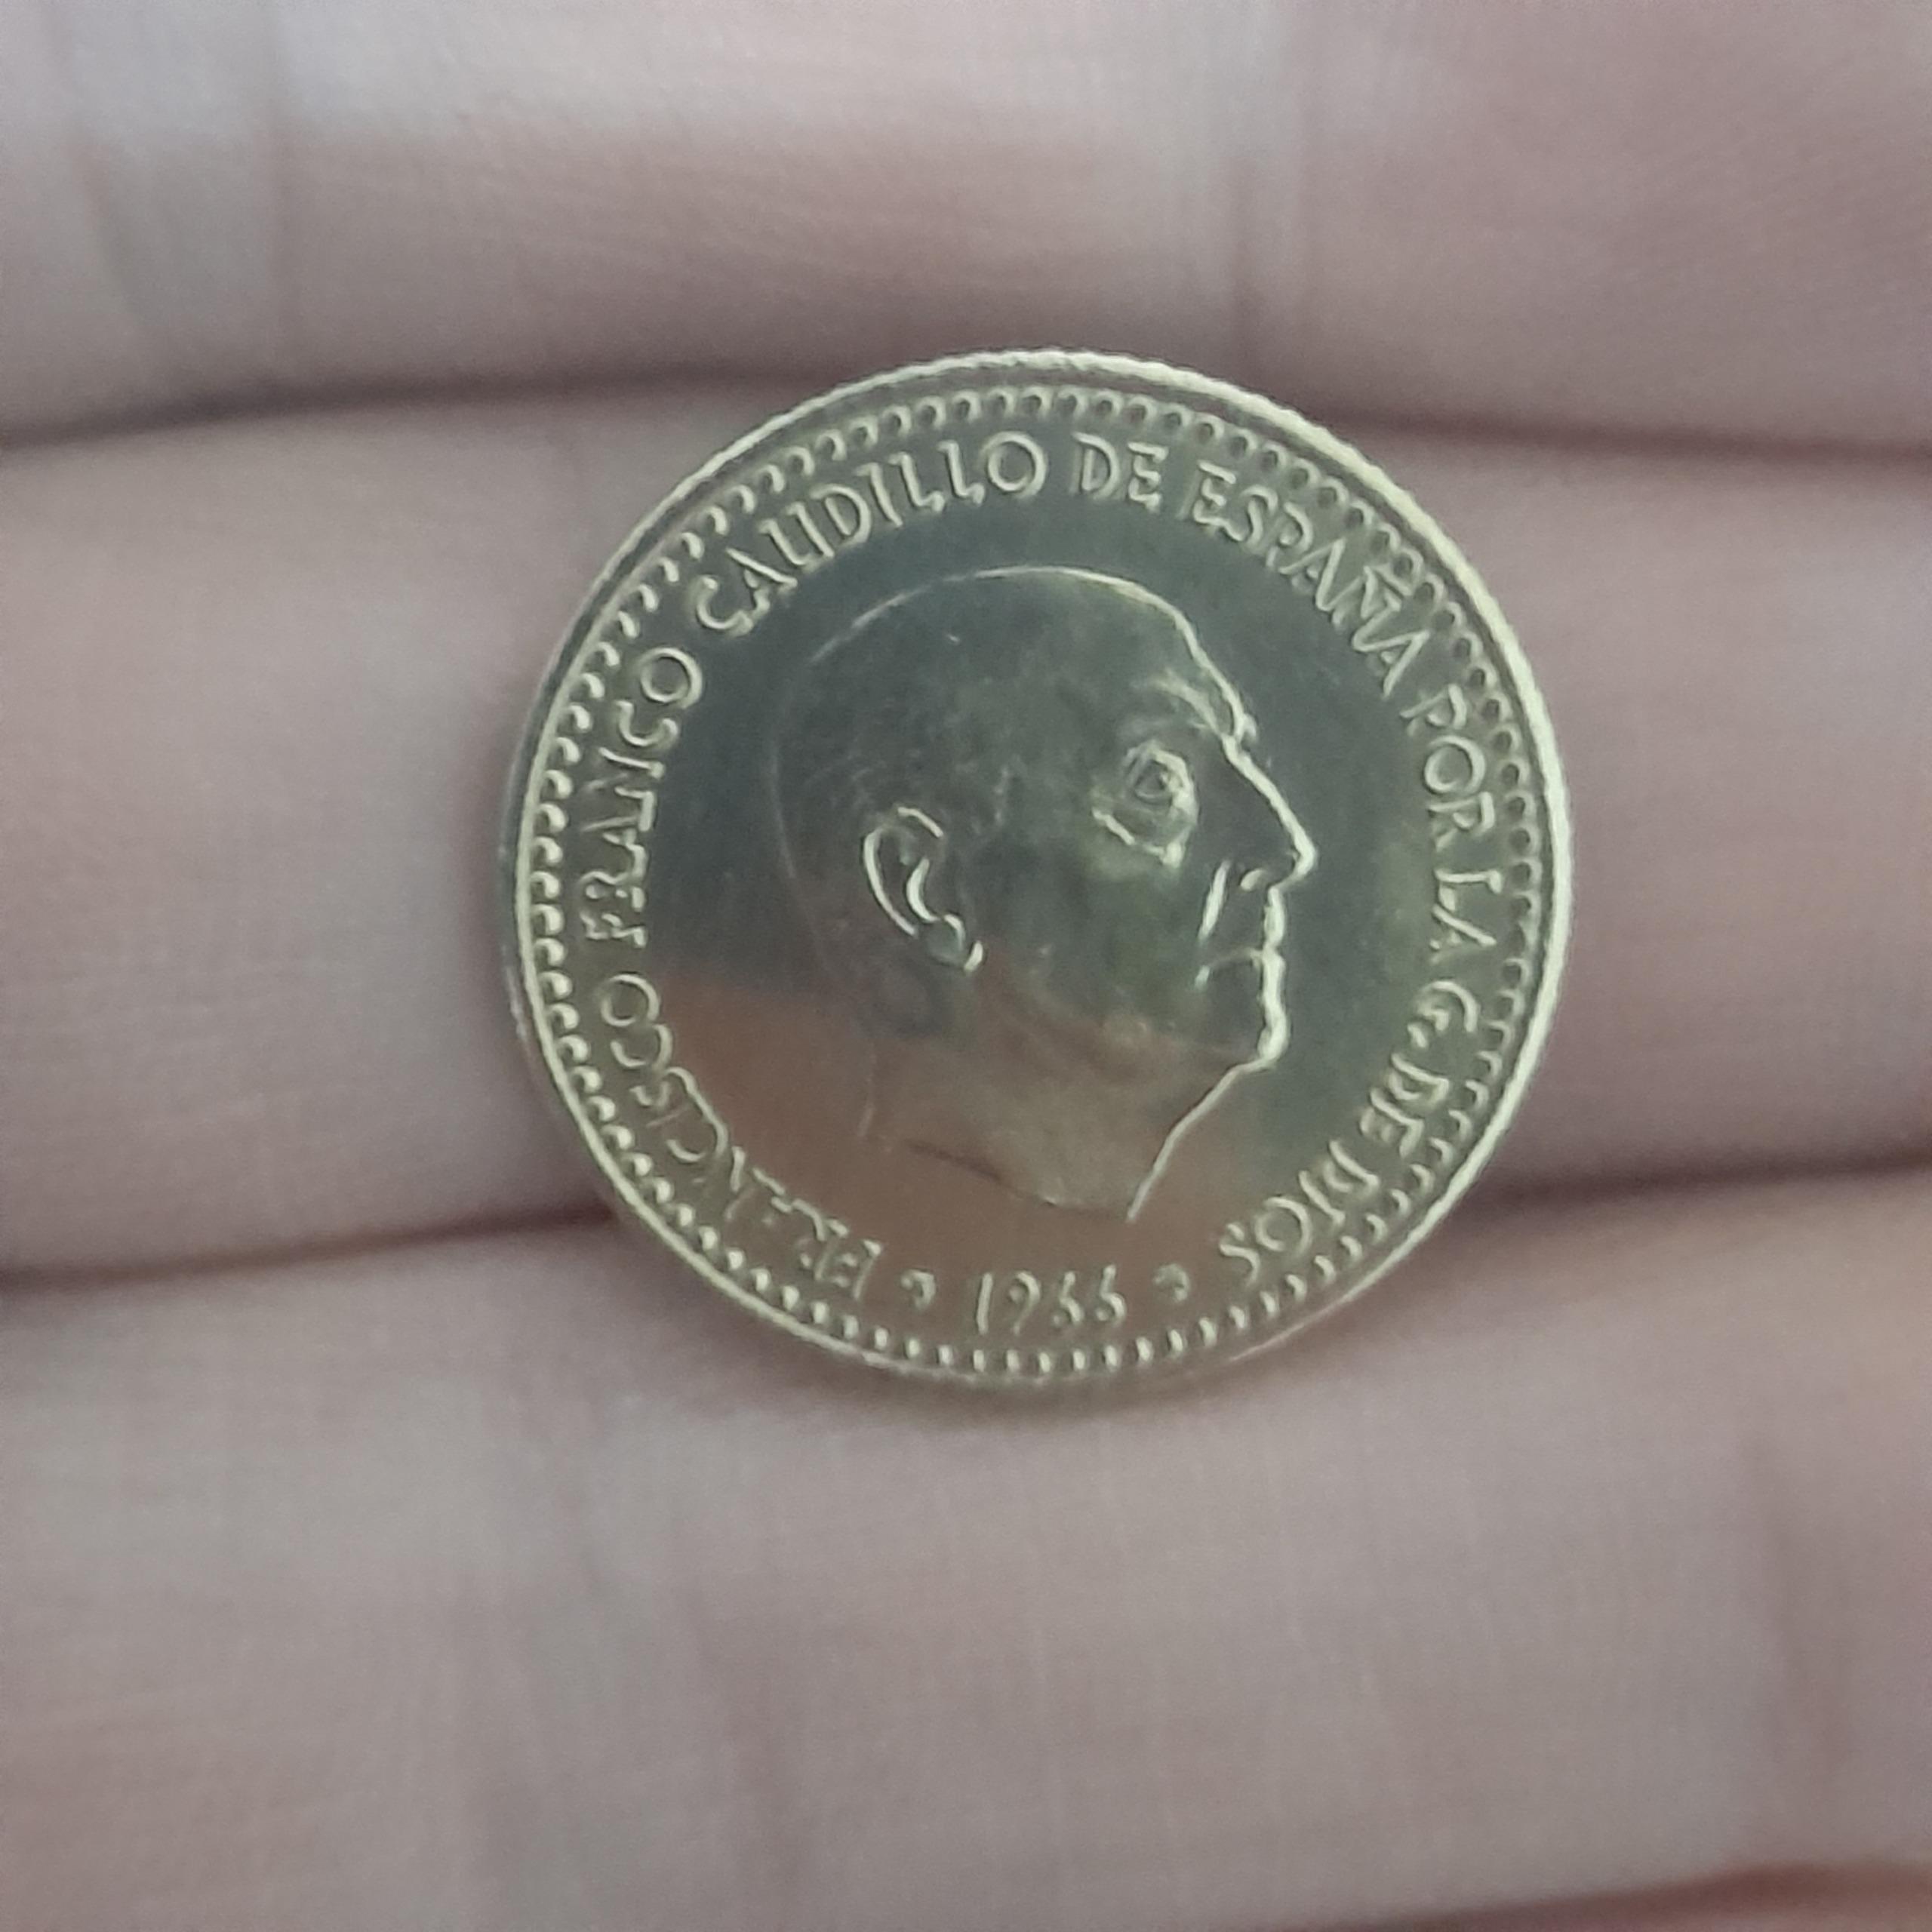 FRANCISCO FRANCO CAUDILLO DE ESPAÑA POR LA G. DE DIOS
1966